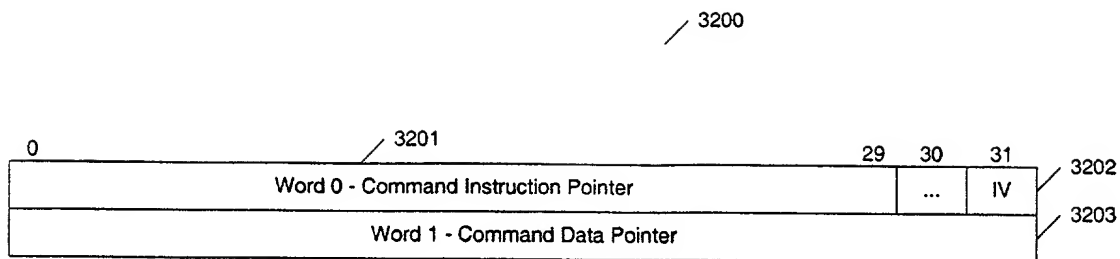 3200
3201
0 29 30 31
Word 0 - Command Instruction Pointer ... IV 3202
Word 1 - Command Data Pointer 3203